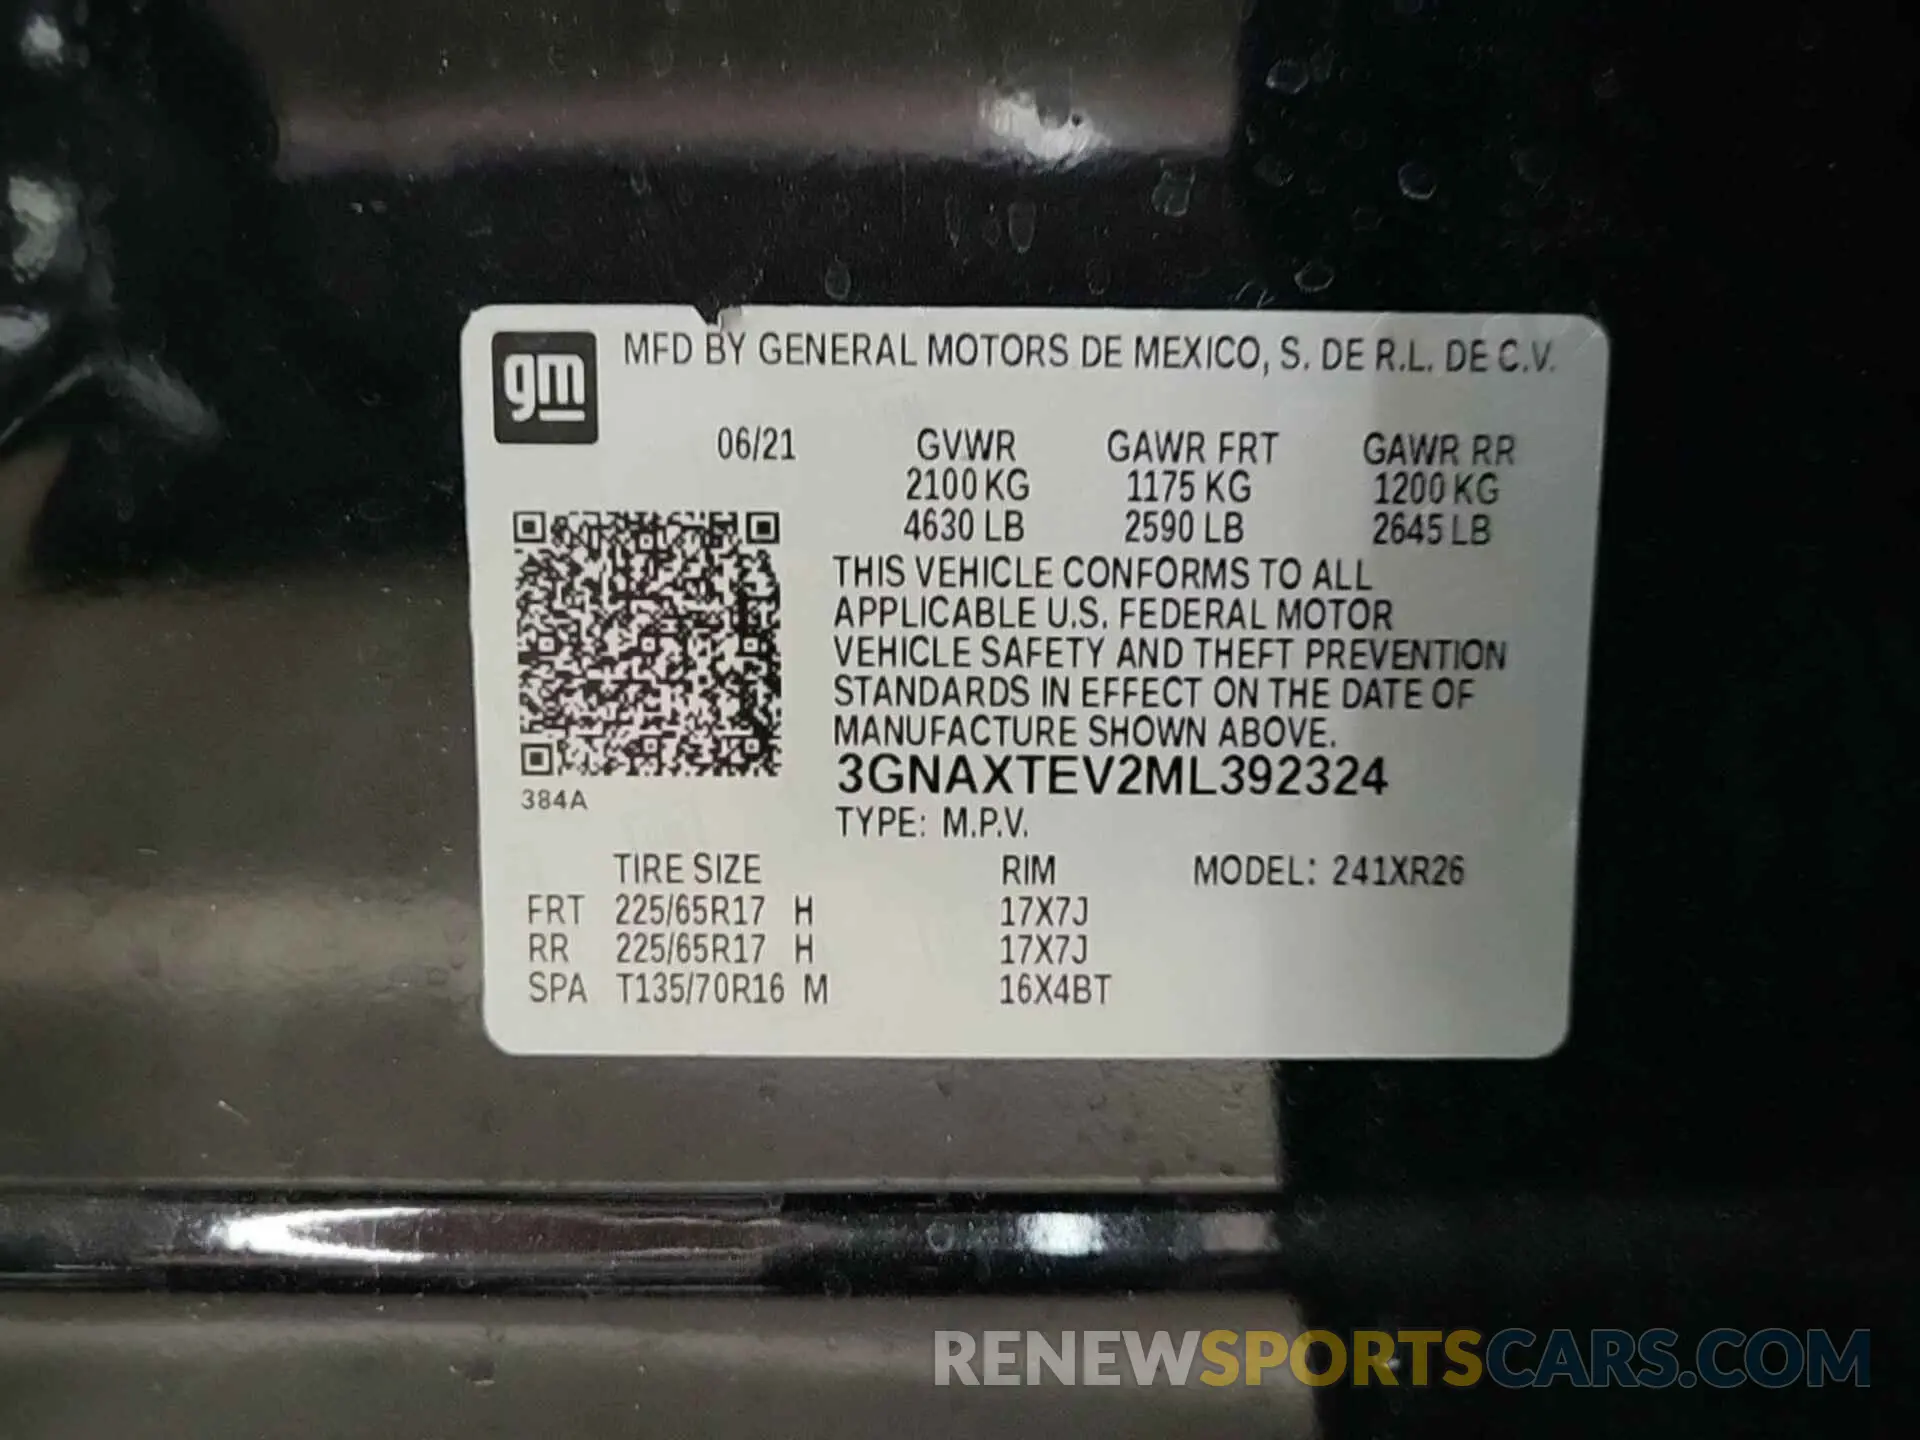 gm
MFD BY GENERAL MOTORS DE MEXICO, S. DE R.L. DE C.V.
06/21 GVWR GAWR FRT GAWR RR
2100 KG 1175 KG 1200 KG
4630 LB 2590 LB 2645 LB
THIS VEHICLE CONFORMS TO ALL
APPLICABLE U.S. FEDERAL MOTOR
VEHICLE SAFETY AND THEFT PREVENTION
STANDARDS IN EFFECT ON THE DATE OF
MANUFACTURE SHOWN ABOVE.
3GNAXTEV2ML392324
384A
TYPE: M.P.V.
TIRE SIZE RIM MODEL: 241XR26
FRT 225/65R17 H 17X7J
RR 225/65R17 H 17X7J
SPA T135/70R16 M 16X4BT
RENEWSPORTSCARS.COM